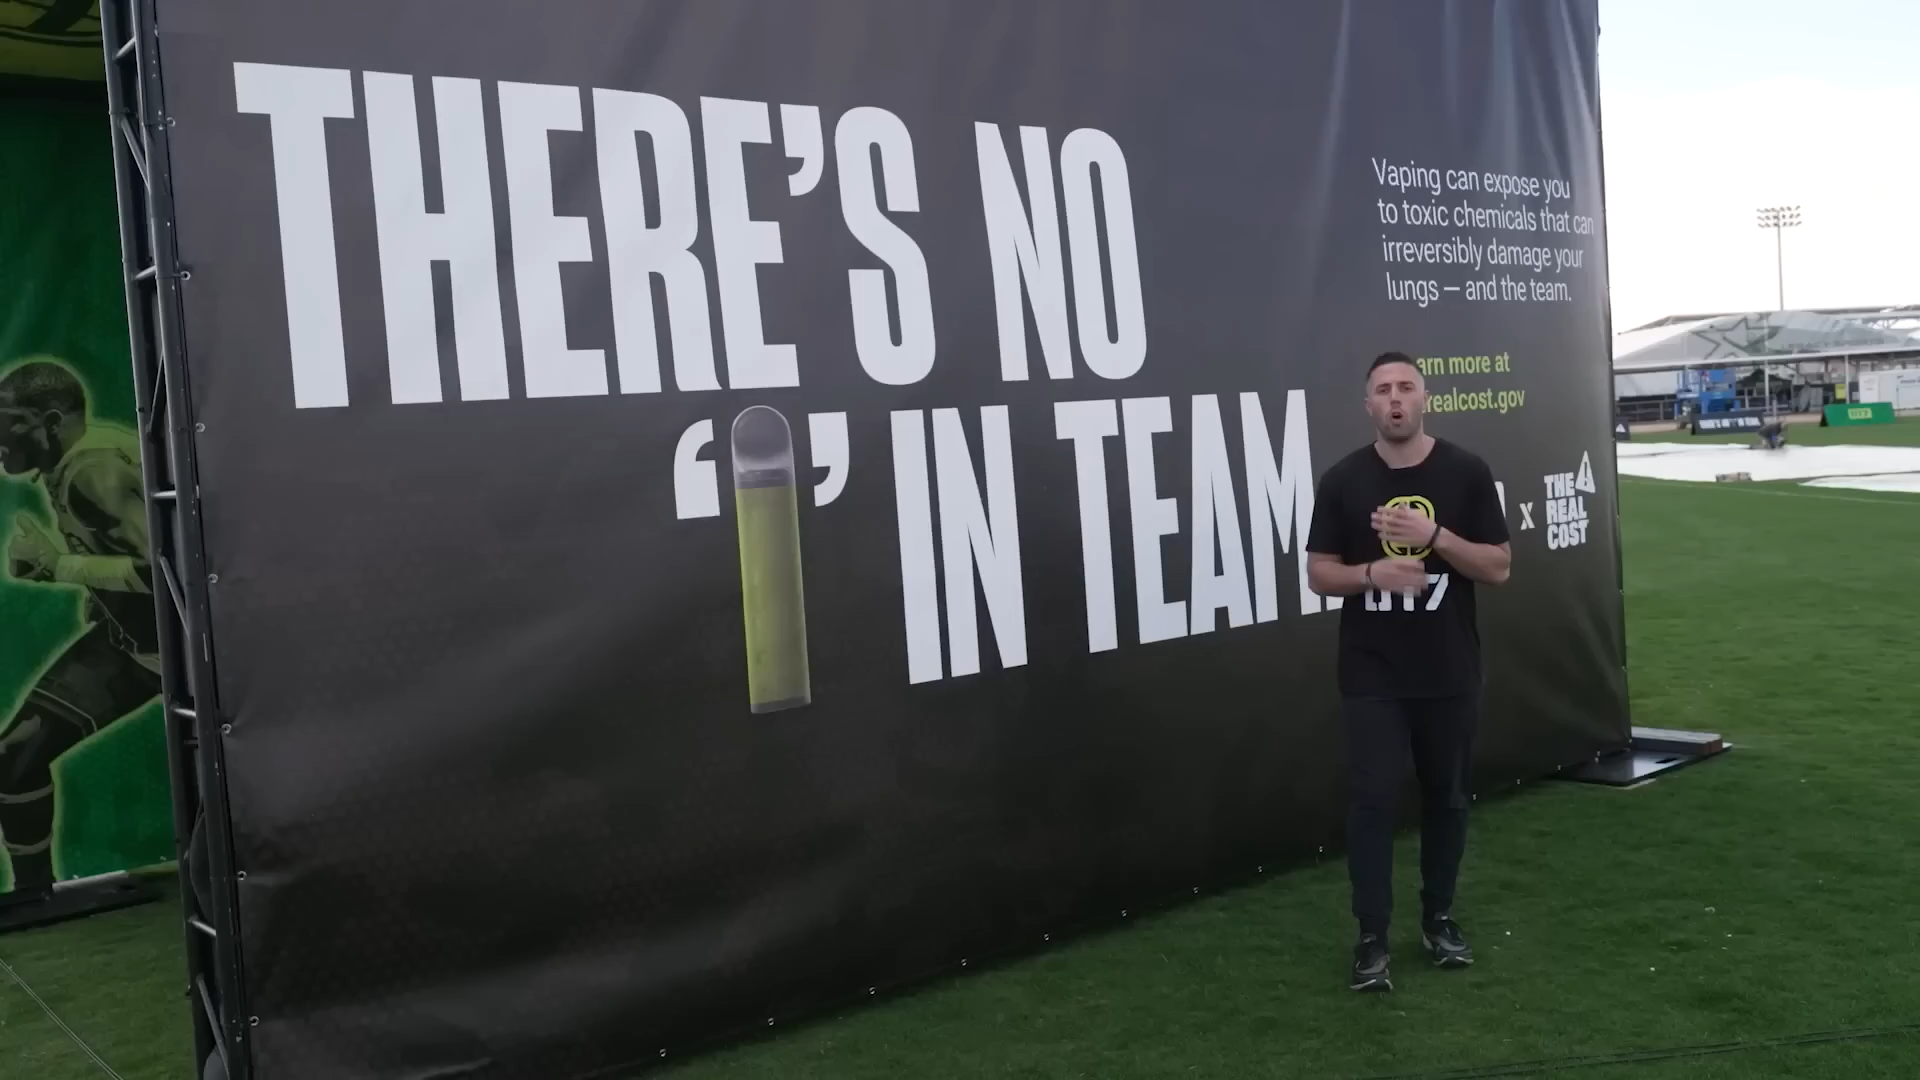 THERE'S NO
‘ ’ IN TEAM.
Vaping can expose you
to toxic chemicals that can
irreversibly damage your
lungs — and the team.
arn more at
realcost.gov
x
THE
REAL
COST
OT7